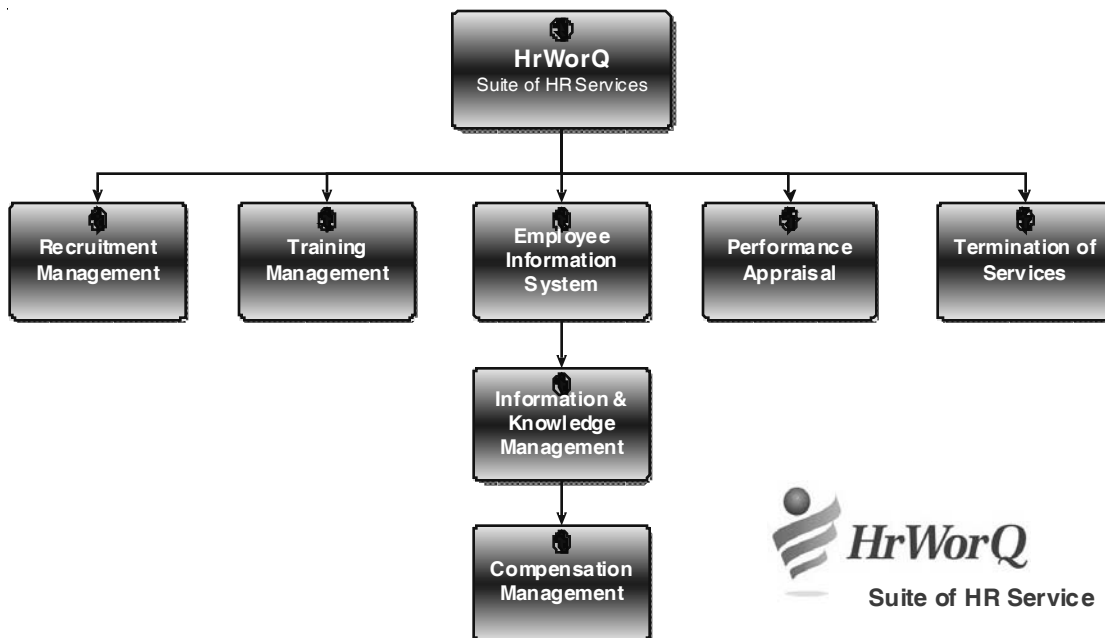 HrWorQ
Suite of HR Services
Recruitment
Management
Training
Management
Employee
Information
System
Performance
Appraisal
Termination of
Services
Information &
Knowledge
Management
Compensation
Management
HrWorQ
Suite of HR Service